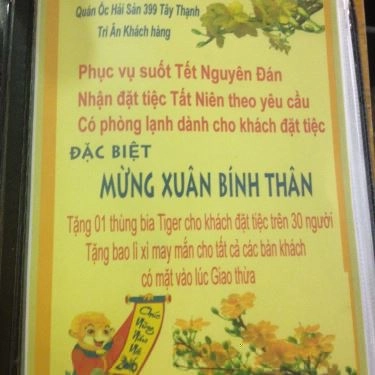 Quán Ốc Hải Sản 399 Tây Thạnh
Tri Ân Khách hàng
Phục vụ suốt Tết Nguyên Đán
Nhận đặt tiệc Tất Niên theo yêu cầu
Có phòng lạnh dành cho khách đặt tiệc
ĐẶC BIỆT
MỪNG XUÂN BÍNH THÂN
Tặng 01 thùng bia Tiger cho khách đặt tiệc trên 30 người
Tặng bao lì xì may mắn cho tất cả các bàn khách
có mặt vào lúc Giao thừa
Chúc
Mừng
Năm